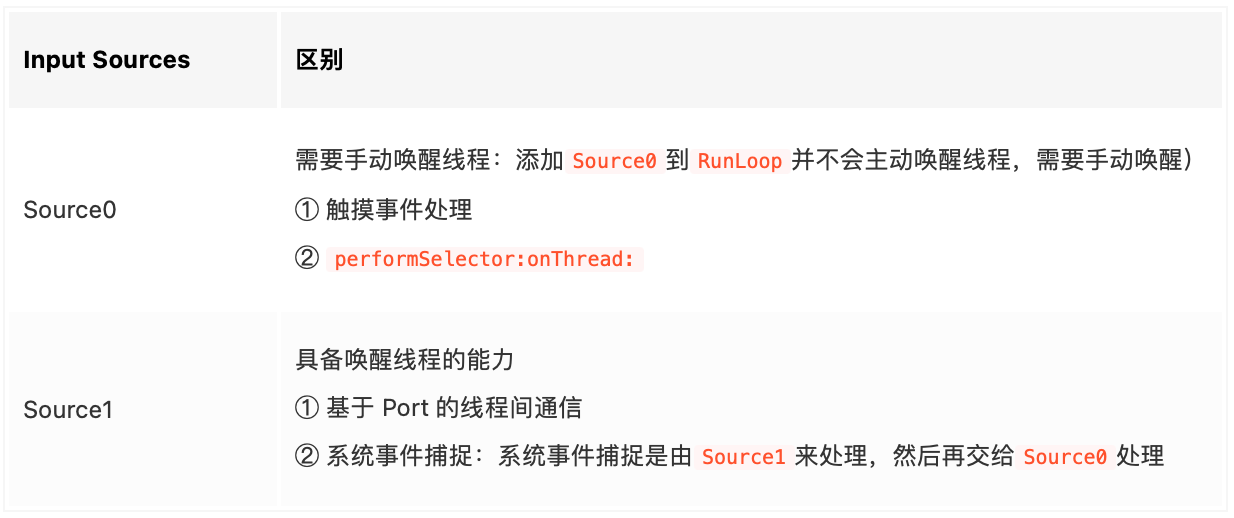 Input Sources
区别
Source0
需要手动唤醒线程：添加 Source0 到 RunLoop 并不会主动唤醒线程，需要手动唤醒）
① 触摸事件处理
② performSelector:onThread:
Source1
具备唤醒线程的能力
① 基于 Port 的线程间通信
② 系统事件捕捉：系统事件捕捉是由 Source1 来处理，然后再交给 Source0 处理